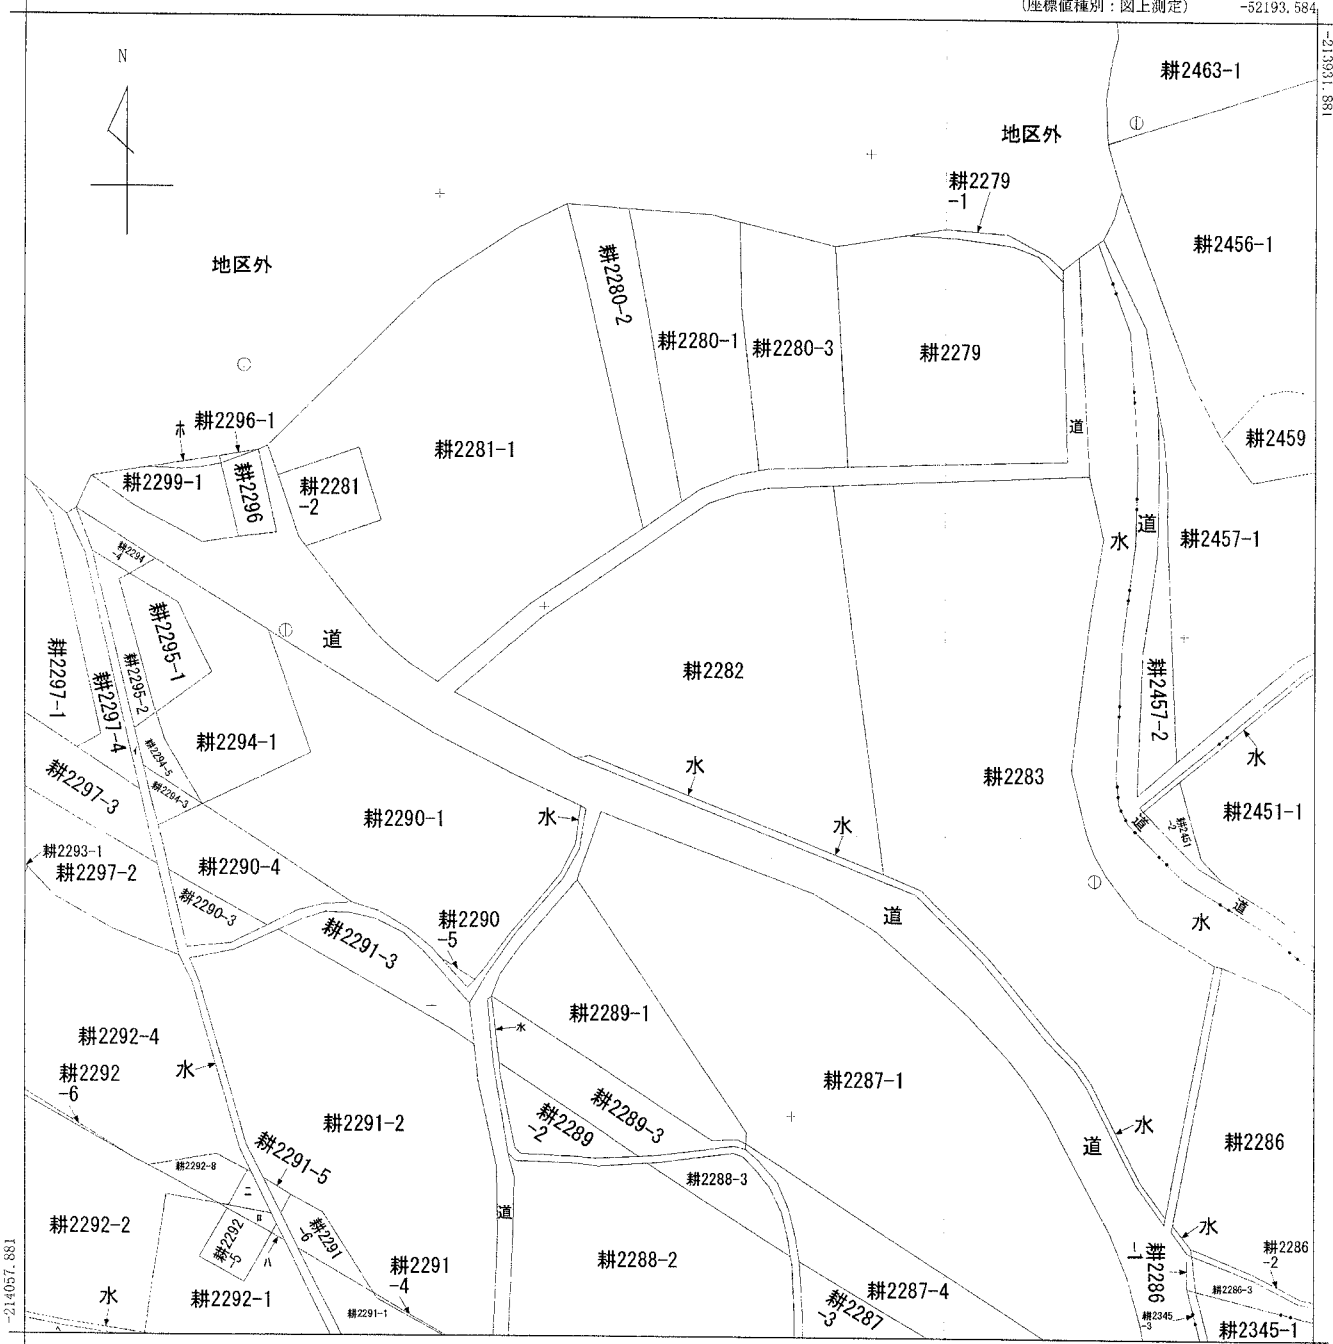 (座標値種別：図上測定)
-52193.584
-213931.881
N
耕2463-1
地区外
耕2279
-1
耕2456-1
地区外
耕2280-2
耕2280-1
耕2280-3
耕2279
耕2296-1
ホ
耕2281-1
道
耕2459
耕2299-1
耕2296
耕2281
-2
水
道
耕2457-1
耕2294
-4
耕2295-1
道
耕2297-1
耕2297-4
耕2295-2
耕2282
耕2457-2
耕2294-1
耕2294-5
水
水
耕2283
耕2297-3
耕2294-3
耕2290-1
水
水
耕2451-1
道
耕2451
-2
耕2293-1
耕2297-2
耕2290-4
耕2290-3
耕2290
-5
道
道
水
耕2291-3
耕2289-1
水
耕2292-4
耕2292
-6
水
耕2287-1
耕2291-2
耕2289
-2
耕2289-3
水
道
耕2286
耕2291-5
耕2292-8
耕2288-3
ニ
ロ
ハ
耕2292-2
耕2292
-5
耕2291
-6
道
水
耕2286
-1
耕2286
-2
耕2291
-4
耕2288-2
耕2287-4
耕2287
-3
耕2286-3
水
耕2292-1
耕2291-1
耕2345
-3
耕2345-1
ヘ
-214057.881